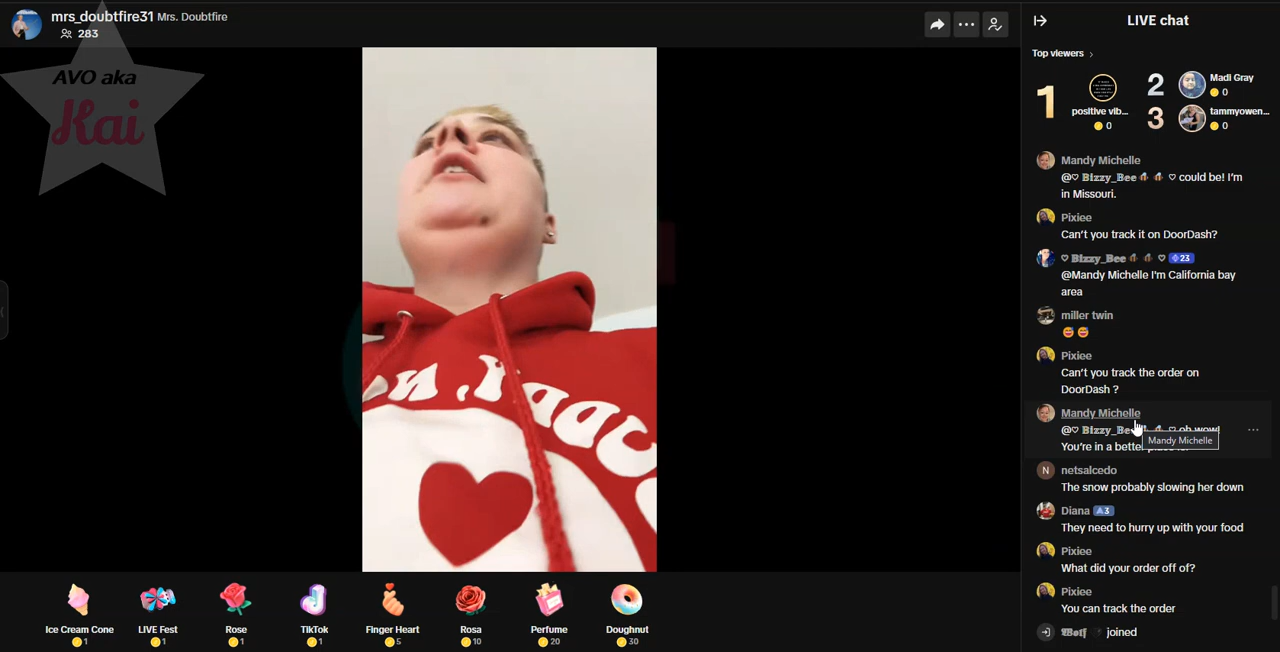 mrs_doubtfire31 Mrs. Doubtfire
283
AVO aka
Kai
LIVE chat
Top viewers >
1
positive vib...
0
2
Madl Gray
0
3
tammyowen...
0
Mandy Michelle
@♡ 𝔹𝕚𝕫𝕫𝕪_𝔹𝕖𝕖 🐝 🐝 ♡ could be! I'm
in Missouri.
Pixiee
Can't you track it on DoorDash?
♡ 𝔹𝕚𝕫𝕫𝕪_𝔹𝕖𝕖 🐝 🐝 ♡ 23
@Mandy Michelle I'm California bay
area
miller twin
😅 😅
Pixiee
Can't you track the order on
DoorDash ?
Mandy Michelle
@♡ 𝔹𝕚𝕫𝕫𝕪_𝔹𝕖𝕖 🐝 ♡ oh wow!
You're in a better
Mandy Michelle
N netsalcedo
The snow probably slowing her down
Diana 3
They need to hurry up with your food
Pixiee
What did your order off of?
Pixiee
You can track the order
joined
Ice Cream Cone
1
LIVE Fest
1
Rose
1
TikTok
1
Finger Heart
5
Rosa
10
Perfume
20
Doughnut
30